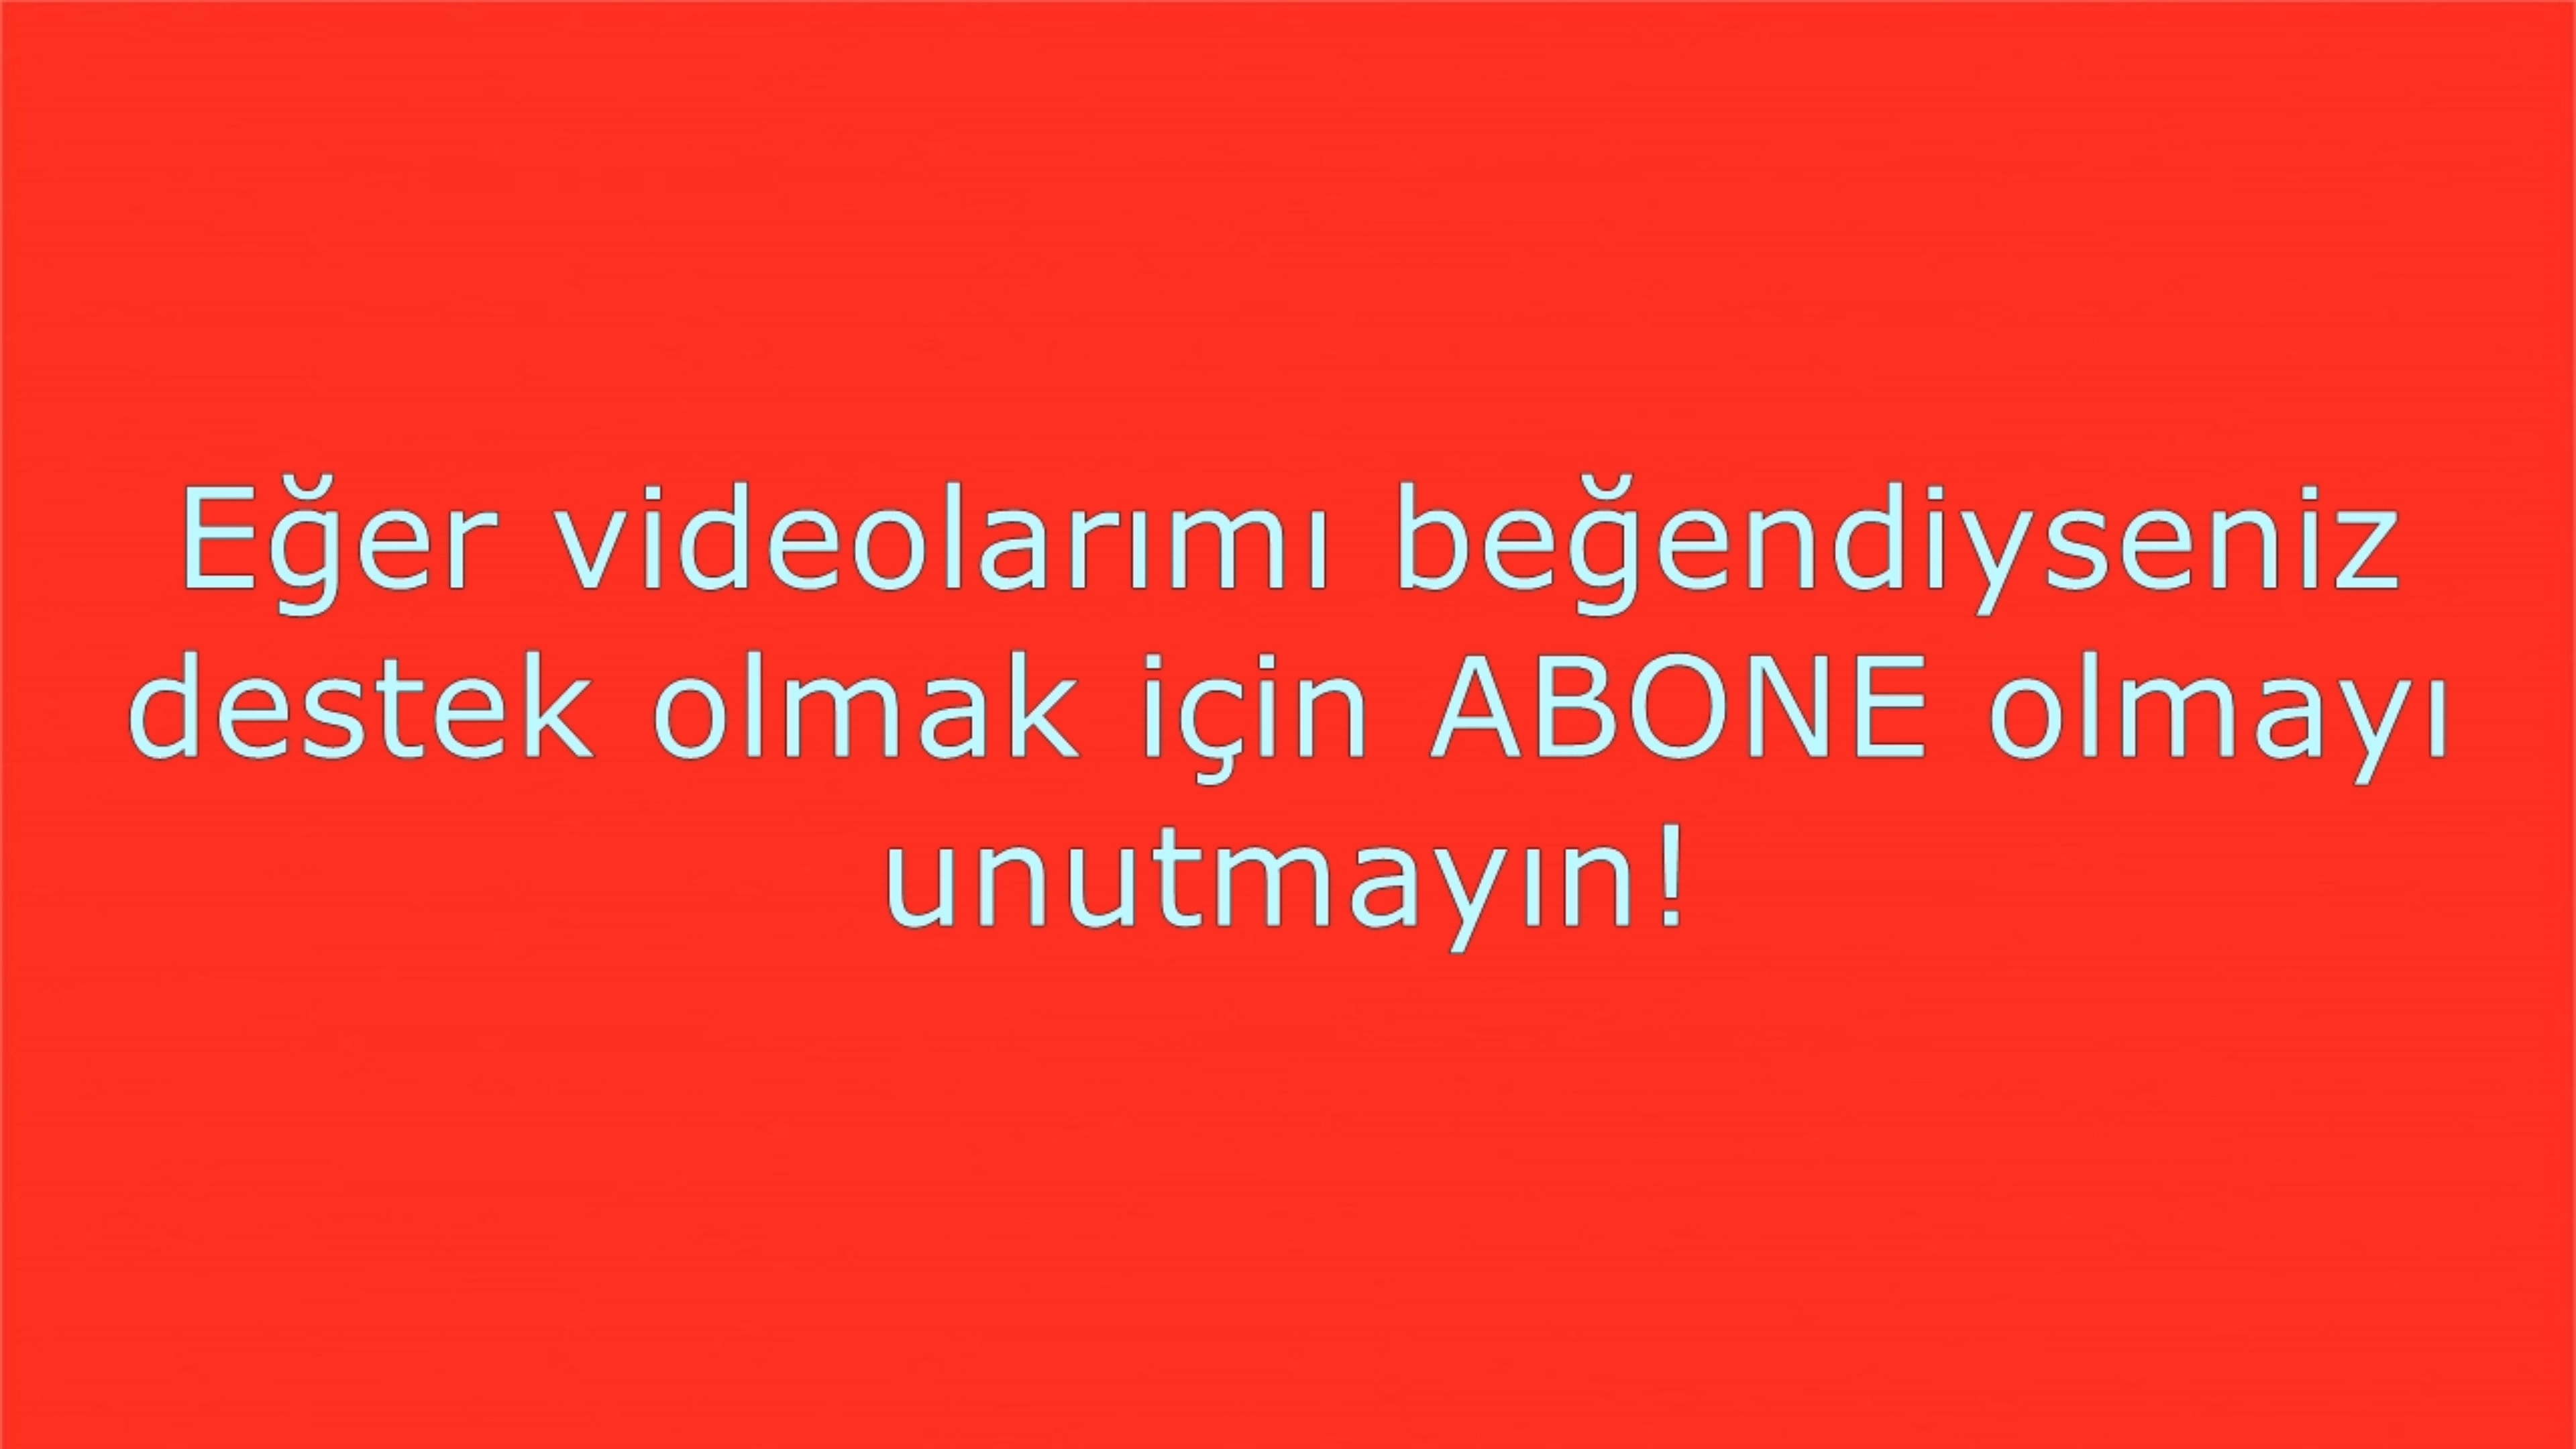 Eğer videolarımı beğendiyseniz
destek olmak için ABONE olmayı
unutmayın!